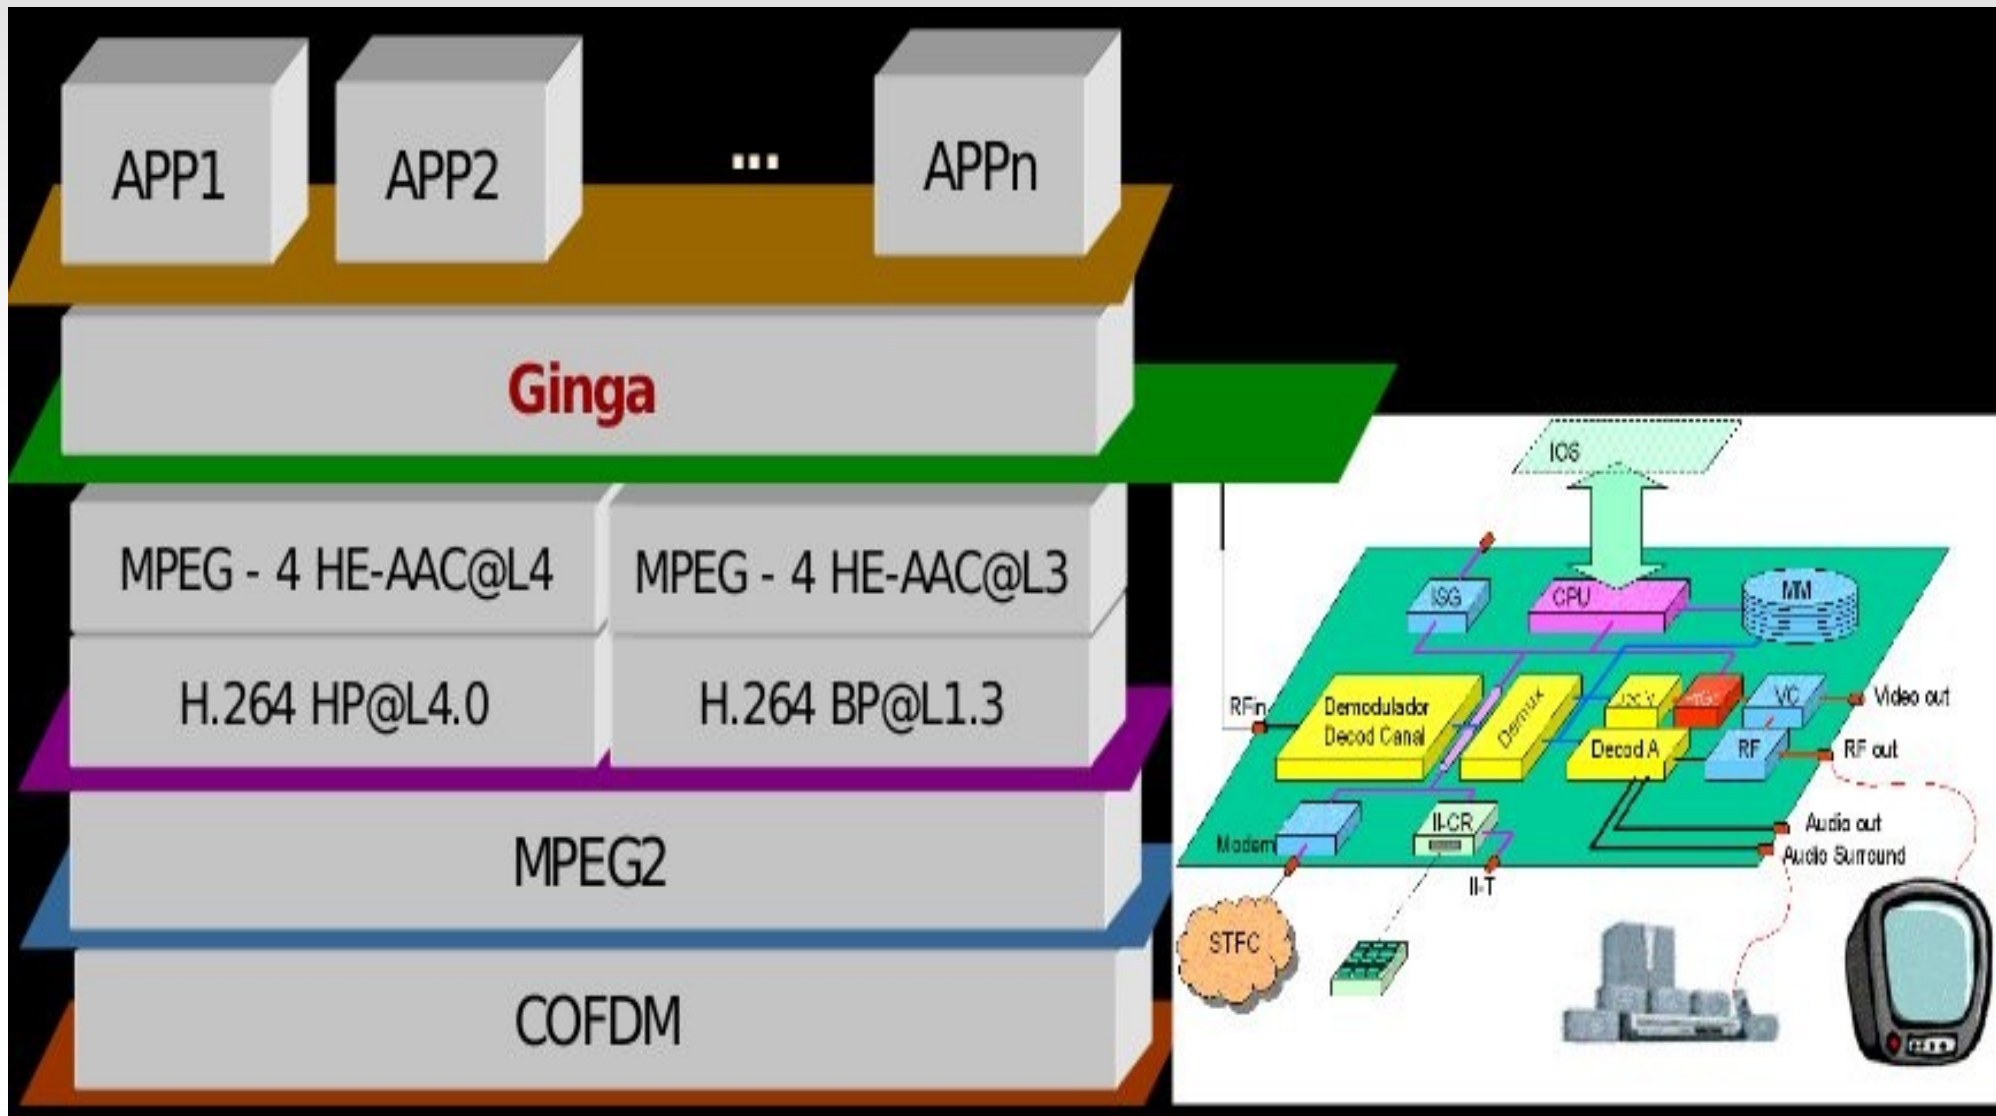 APP1
APP2
...
APPn
Ginga
MPEG - 4 HE-AAC@L4
MPEG - 4 HE-AAC@L3
H.264 HP@L4.0
H.264 BP@L1.3
MPEG2
COFDM
IOS
ISG
CPU
MM
RFin
Demodulador
Decod Canal
Demux
VC
Video out
Decod A
RF
RF out
Modem
II-CR
Audio out
Audio Surround
II-T
STFC